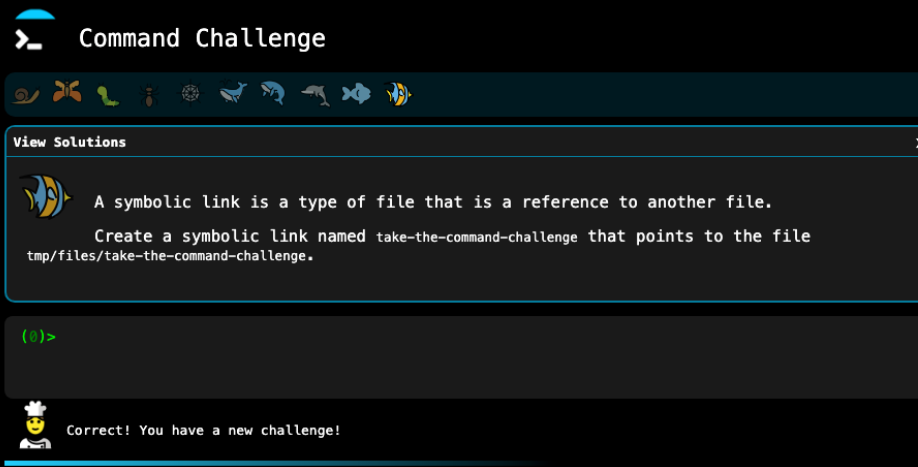 Command Challenge
View Solutions
A symbolic link is a type of file that is a reference to another file.
Create a symbolic link named take-the-command-challenge that points to the file
tmp/files/take-the-command-challenge.
(0)>
Correct! You have a new challenge!